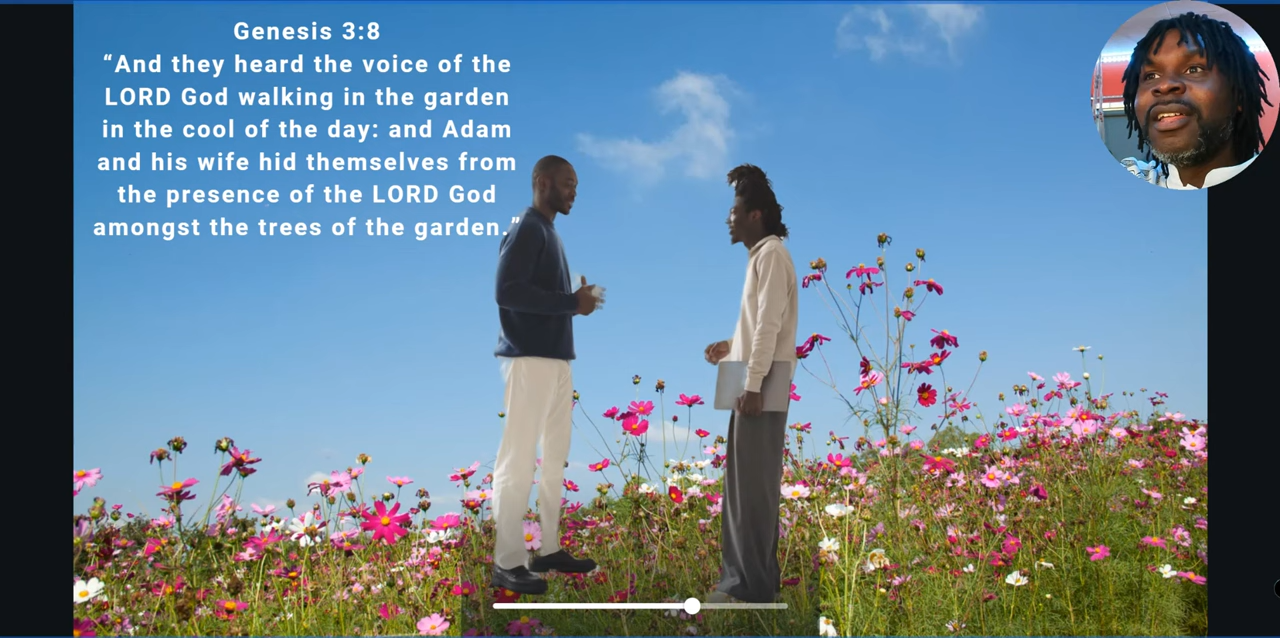 Genesis 3:8
“And they heard the voice of the
LORD God walking in the garden
in the cool of the day: and Adam
and his wife hid themselves from
the presence of the LORD God
amongst the trees of the garden.”